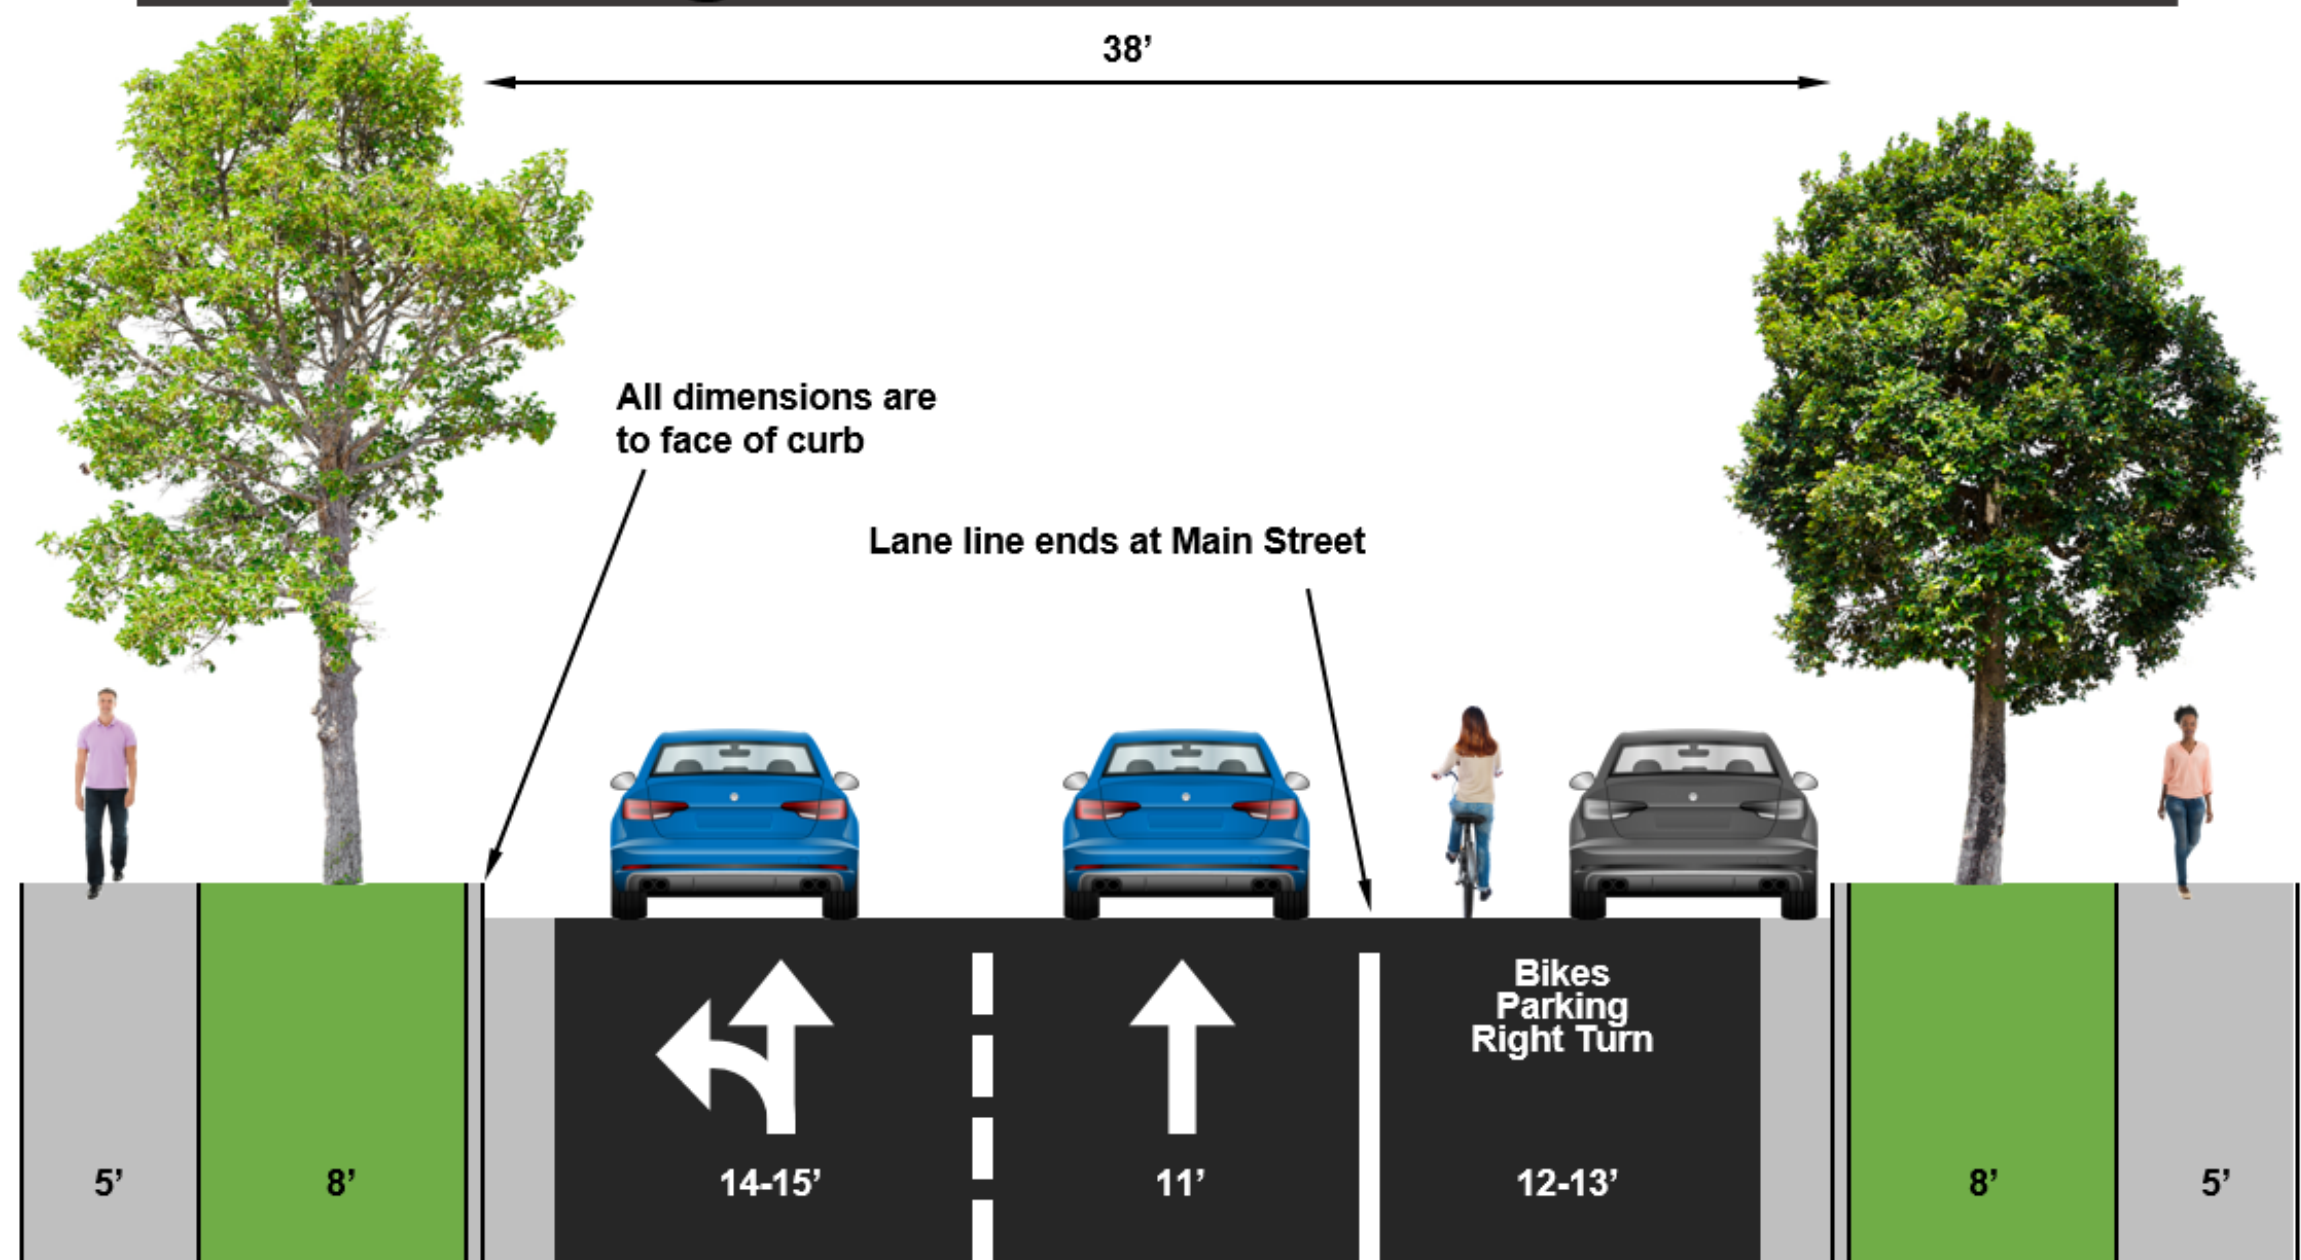 38’
All dimensions are
to face of curb
Lane line ends at Main Street
Bikes
Parking
Right Turn
5’ 8’ 14-15’ 11’ 12-13’ 8’ 5’